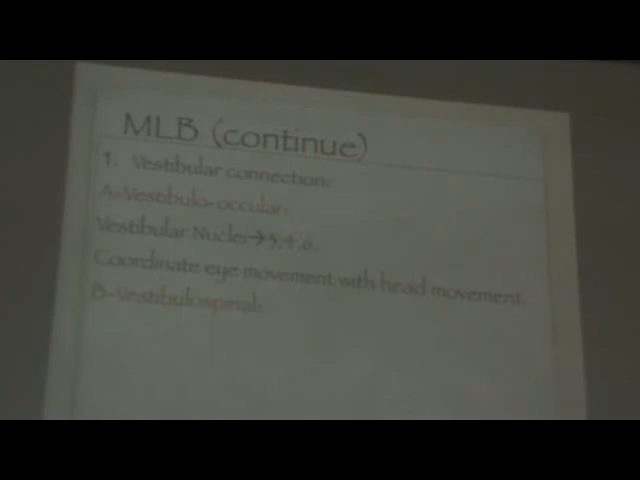 MLB (continue)
1. Vestibular connection:
A-Vestibulo-occular:
Vestibular Nuclei→3,4,6.
Coordinate eye movement with head movement.
B-Vestibulospinal: